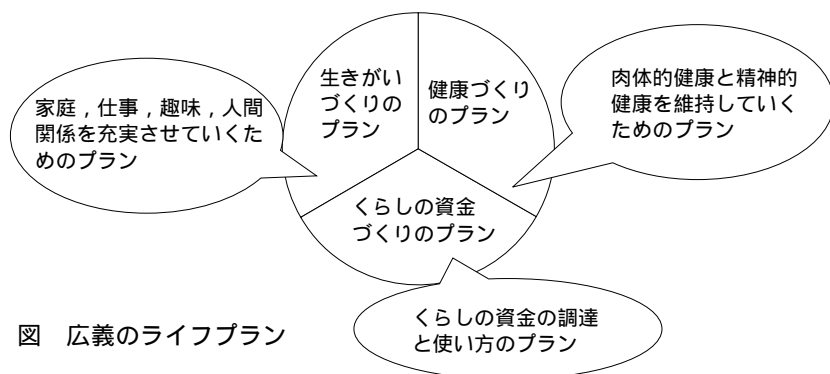 生きがい
づくりの
プラン
健康づくり
のプラン
肉体的健康と精神的
健康を維持していく
ためのプラン
家庭，仕事，趣味，人間
関係を充実させていくた
めのプラン
くらしの資金
づくりのプラン
くらしの資金の調達
と使い方のプラン
図　広義のライフプラン